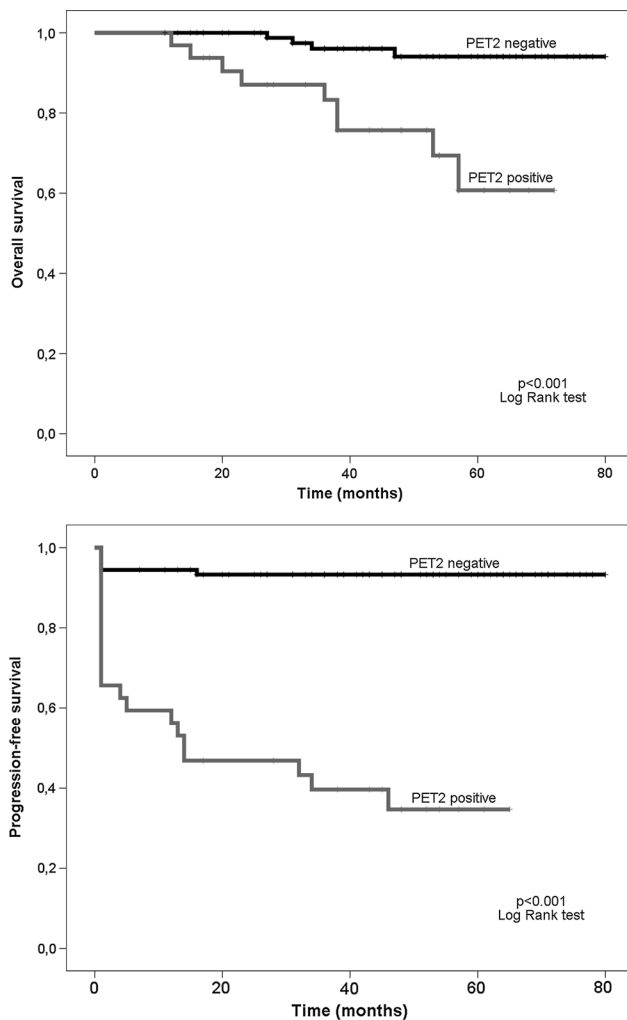 1,0
PET2 negative
0,8
PET2 positive
0,6
Overall survival
0,4
0,2
p<0.001
Log Rank test
0,0
0 20 40 60 80
Time (months)
1,0
PET2 negative
0,8
0,6
Progression-free survival
0,4
PET2 positive
0,2
p<0.001
Log Rank test
0,0
0 20 40 60 80
Time (months)